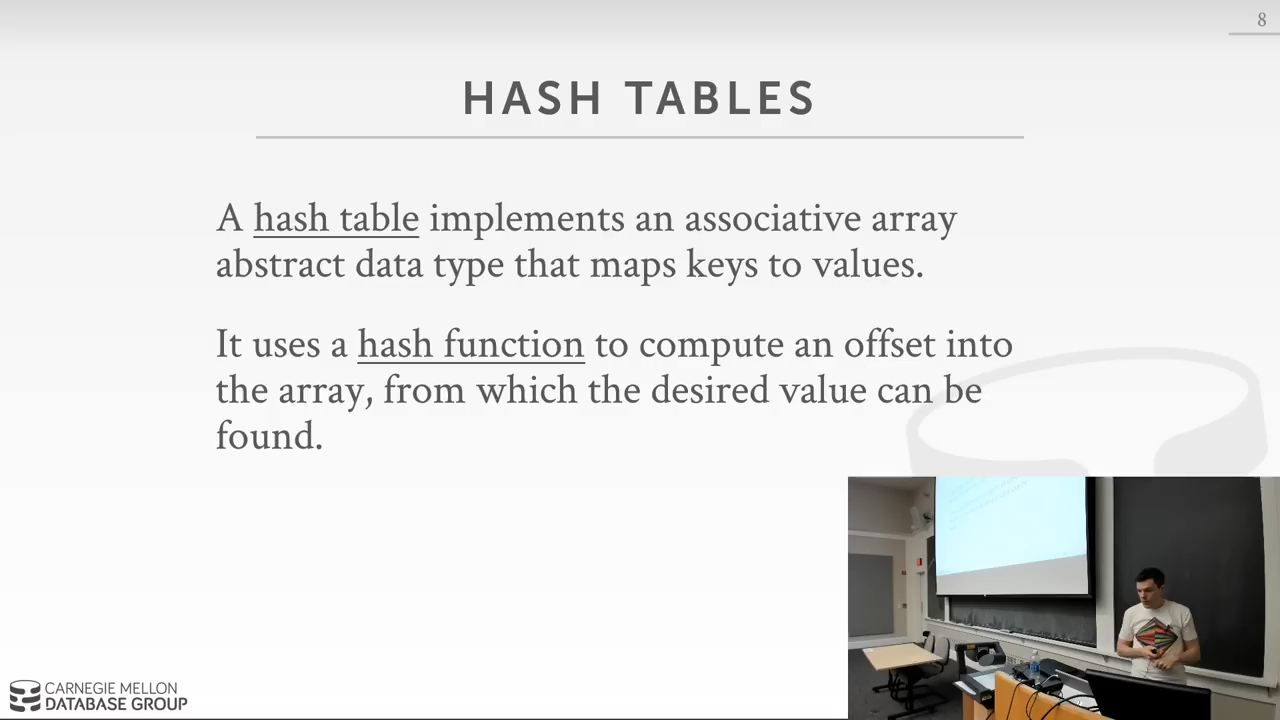 8
HASH TABLES
A hash table implements an associative array
abstract data type that maps keys to values.
It uses a hash function to compute an offset into
the array, from which the desired value can be
found.
CARNEGIE MELLON
DATABASE GROUP